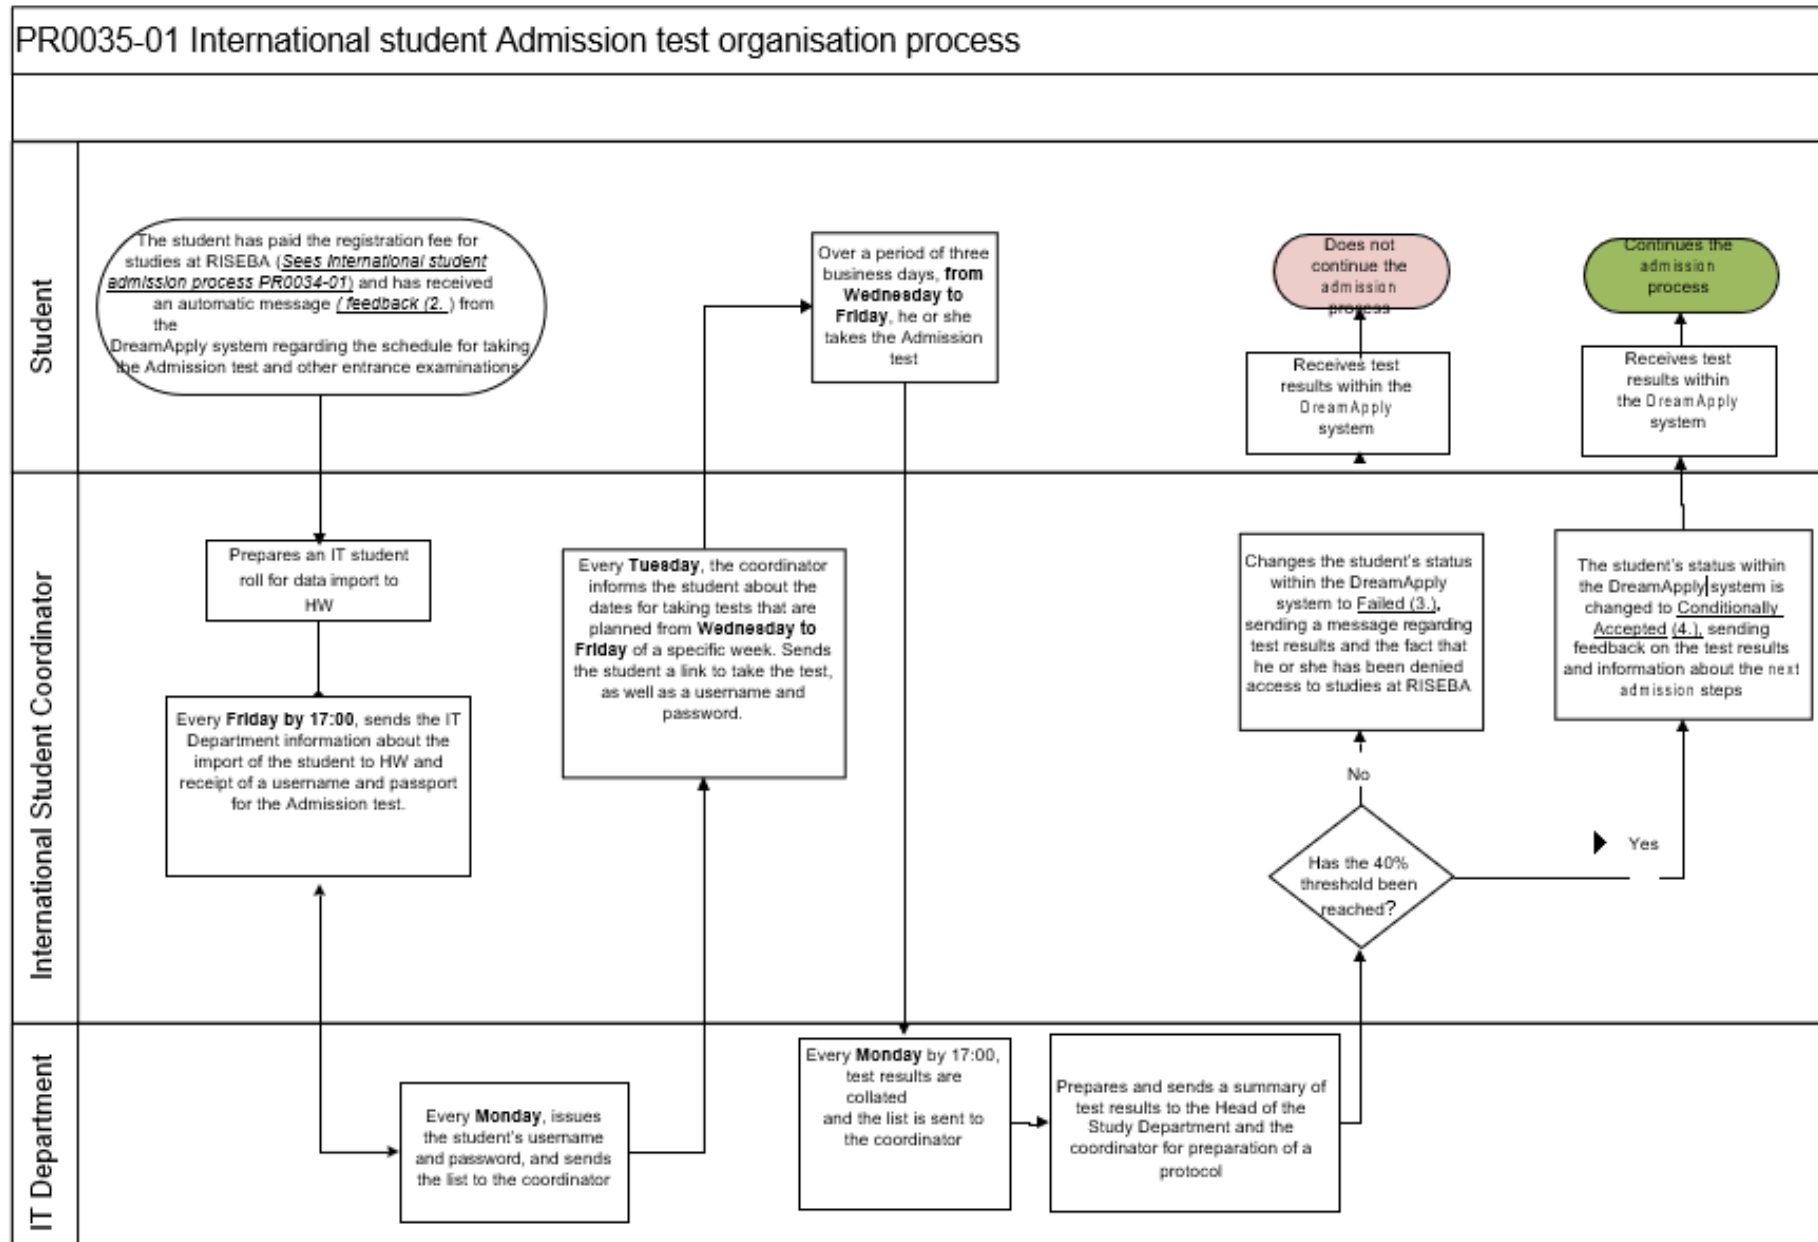 PR0035-01 International student Admission test organisation process
Student
The student has paid the registration fee for
studies at RISEBA (Sees International student
admission process PR0034-01) and has received
an automatic message ( feedback (2. ) from
the
DreamApply system regarding the schedule for taking
the Admission test and other entrance examinations
Over a period of three
business days, from
Wednesday to
Friday, he or she
takes the Admission
test
Does not
continue the
admission
process
Continues the
admission
process
Receives test
results within the
DreamApply
system
Receives test
results within
the DreamApply
system
International Student Coordinator
Prepares an IT student
roll for data import to
HW
Every Friday by 17:00, sends the IT
Department information about the
import of the student to HW and
receipt of a username and passport
for the Admission test.
Every Tuesday, the coordinator
informs the student about the
dates for taking tests that are
planned from Wednesday to
Friday of a specific week. Sends
the student a link to take the test,
as well as a username and
password.
Changes the student's status
within the DreamApply
system to Failed (3.),
sending a message regarding
test results and the fact that
he or she has been denied
access to studies at RISEBA
The student's status within
the DreamApply system is
changed to Conditionally
Accepted (4.), sending
feedback on the test results
and information about the next
admission steps
No
Yes
Has the 40%
threshold been
reached?
IT Department
Every Monday, issues
the student's username
and password, and sends
the list to the coordinator
Every Monday by 17:00,
test results are
collated
and the list is sent to
the coordinator
Prepares and sends a summary of
test results to the Head of the
Study Department and the
coordinator for preparation of a
protocol